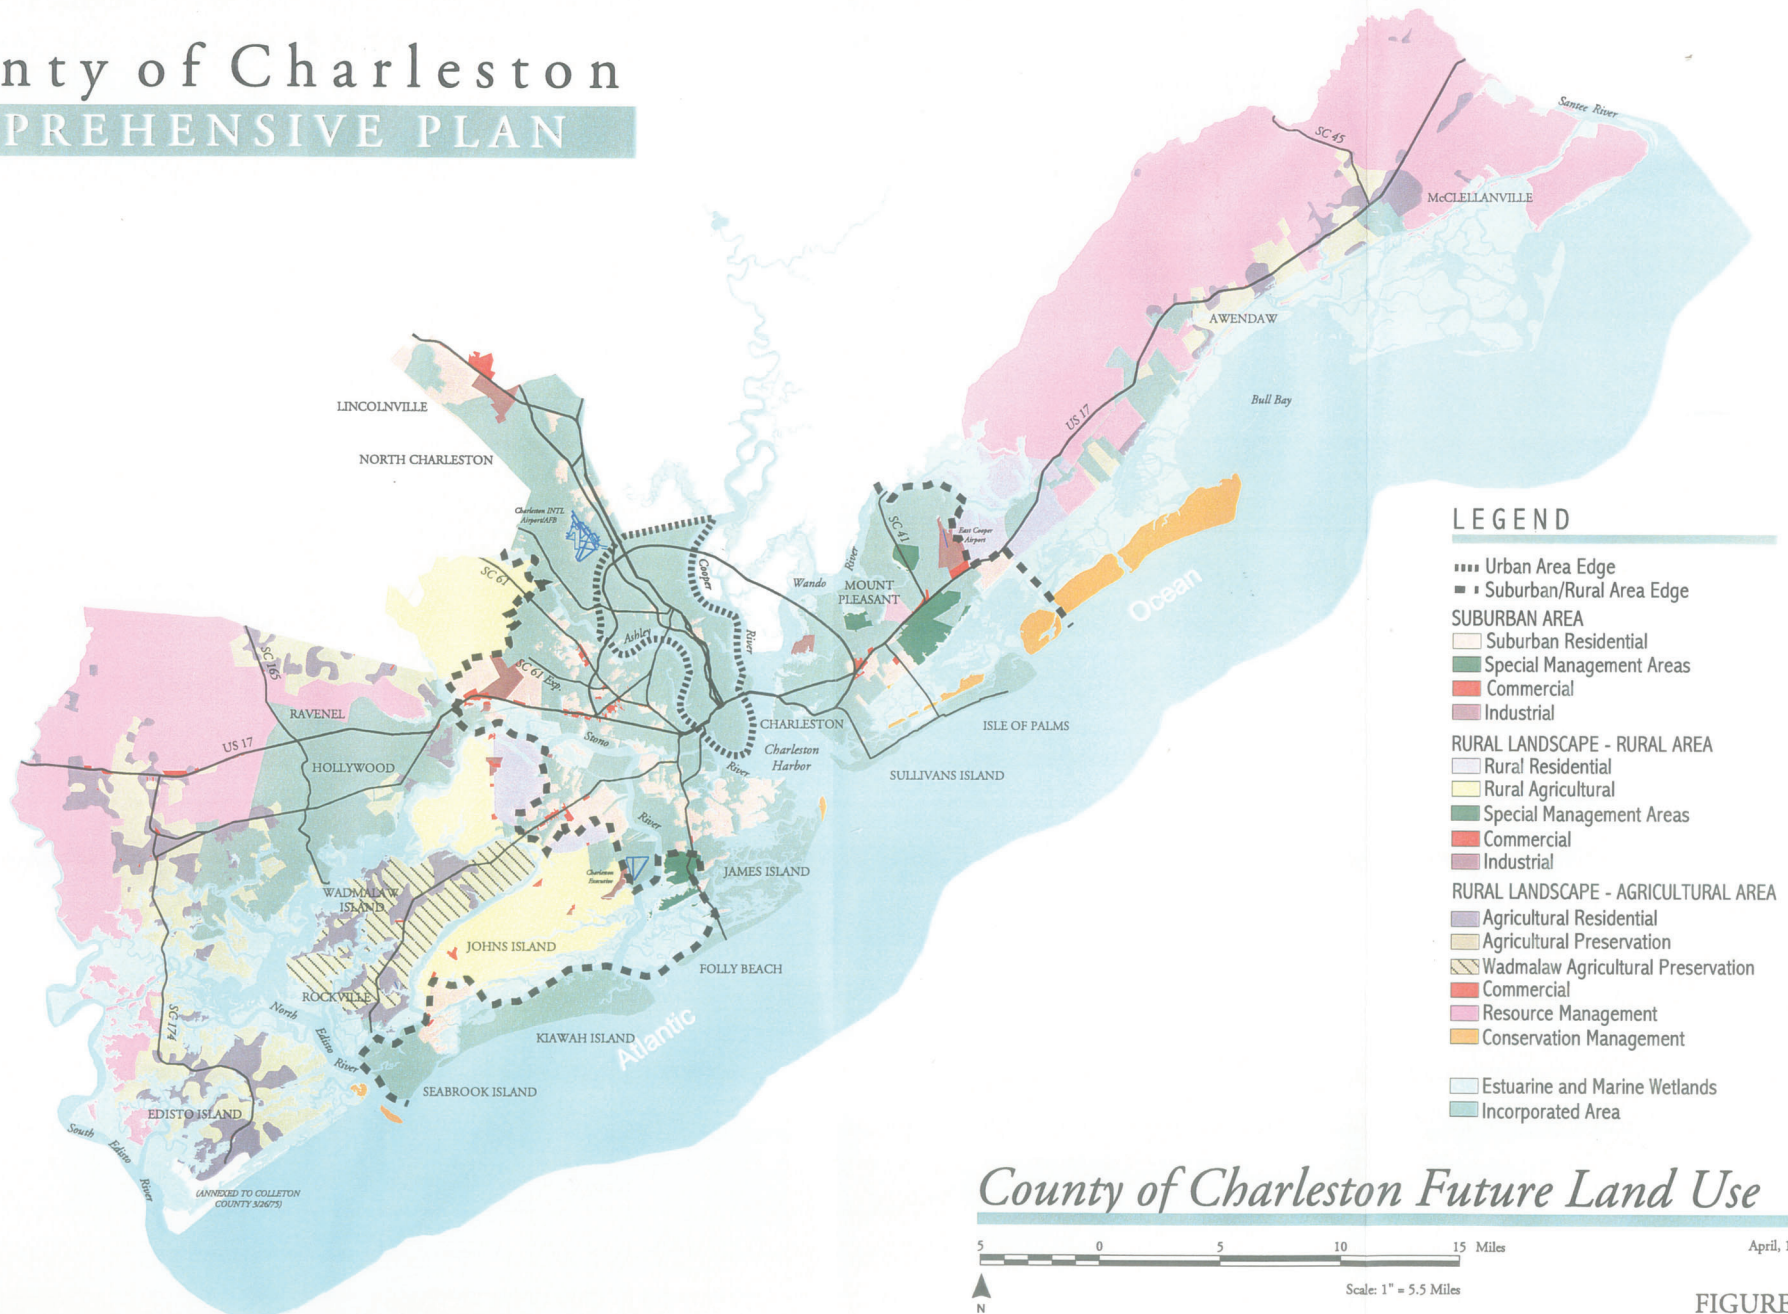 nty of Charleston
PREHENSIVE PLAN
Santee River
SC 45
McCLELLANVILLE
AWENDAW
Bull Bay
US 17
LINCOLNVILLE
NORTH CHARLESTON
Charleston INTL
Airport/AFB
SC 41
East Cooper
Airport
SC 61
Cooper
River
Wando
River
MOUNT
PLEASANT
Ocean
Ashley
SC 61 Exp.
SC 165
RAVENEL
US 17
HOLLYWOOD
Stono
River
CHARLESTON
Charleston
Harbor
ISLE OF PALMS
SULLIVANS ISLAND
River
JAMES ISLAND
Charleston
Executive
WADMALAW
ISLAND
JOHNS ISLAND
FOLLY BEACH
ROCKVILLE
North
Edisto
River
SC 174
KIAWAH ISLAND
Atlantic
SEABROOK ISLAND
EDISTO ISLAND
South
Edisto
River
(ANNEXED TO COLLETON
COUNTY 3/26/75)
LEGEND
Urban Area Edge
Suburban/Rural Area Edge
SUBURBAN AREA
Suburban Residential
Special Management Areas
Commercial
Industrial
RURAL LANDSCAPE - RURAL AREA
Rural Residential
Rural Agricultural
Special Management Areas
Commercial
Industrial
RURAL LANDSCAPE - AGRICULTURAL AREA
Agricultural Residential
Agricultural Preservation
Wadmalaw Agricultural Preservation
Commercial
Resource Management
Conservation Management
Estuarine and Marine Wetlands
Incorporated Area
County of Charleston Future Land Use
5 0 5 10 15 Miles
April, 1
Scale: 1" = 5.5 Miles
N
FIGURE